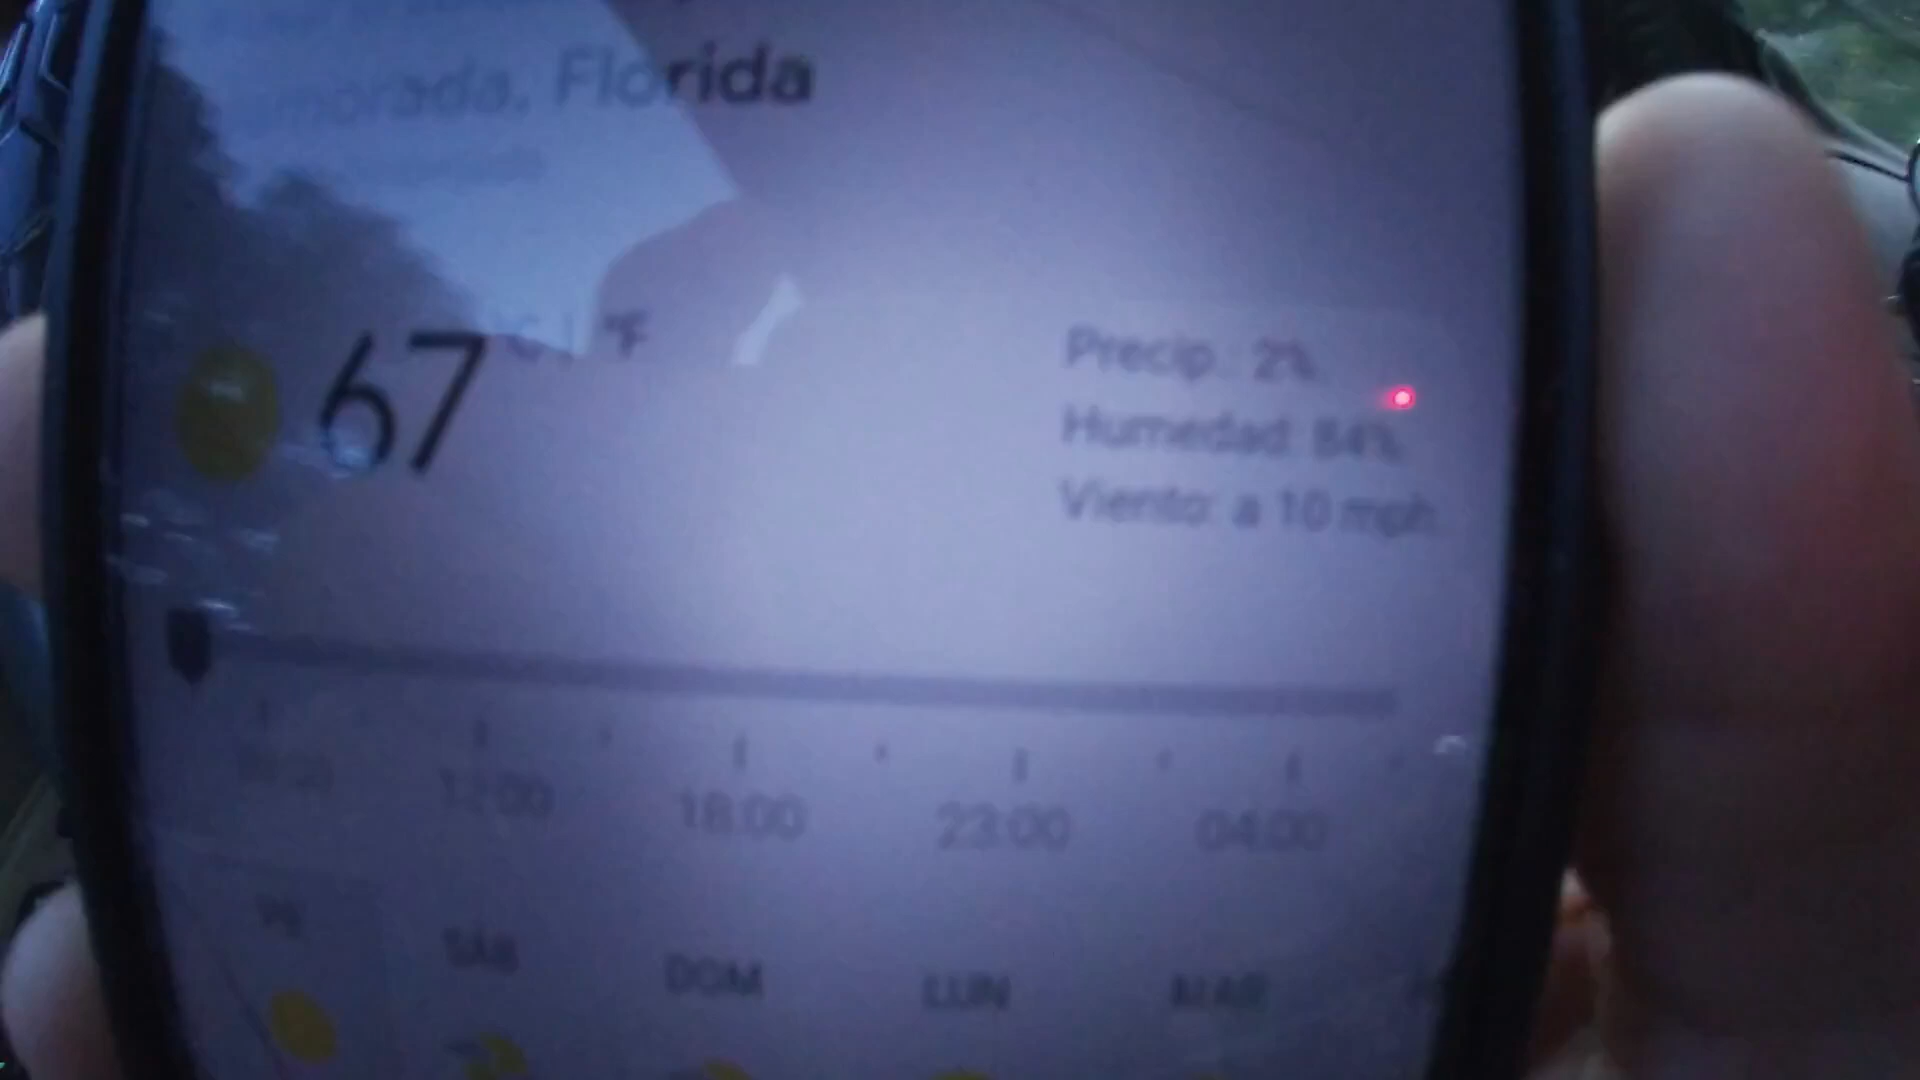 morada, Florida
67 °C | °F
Precip.: 2%
Humedad: 84%
Viento: a 10 mph
12:00 18:00 23:00 04:00
SÁB DOM LUN MAR